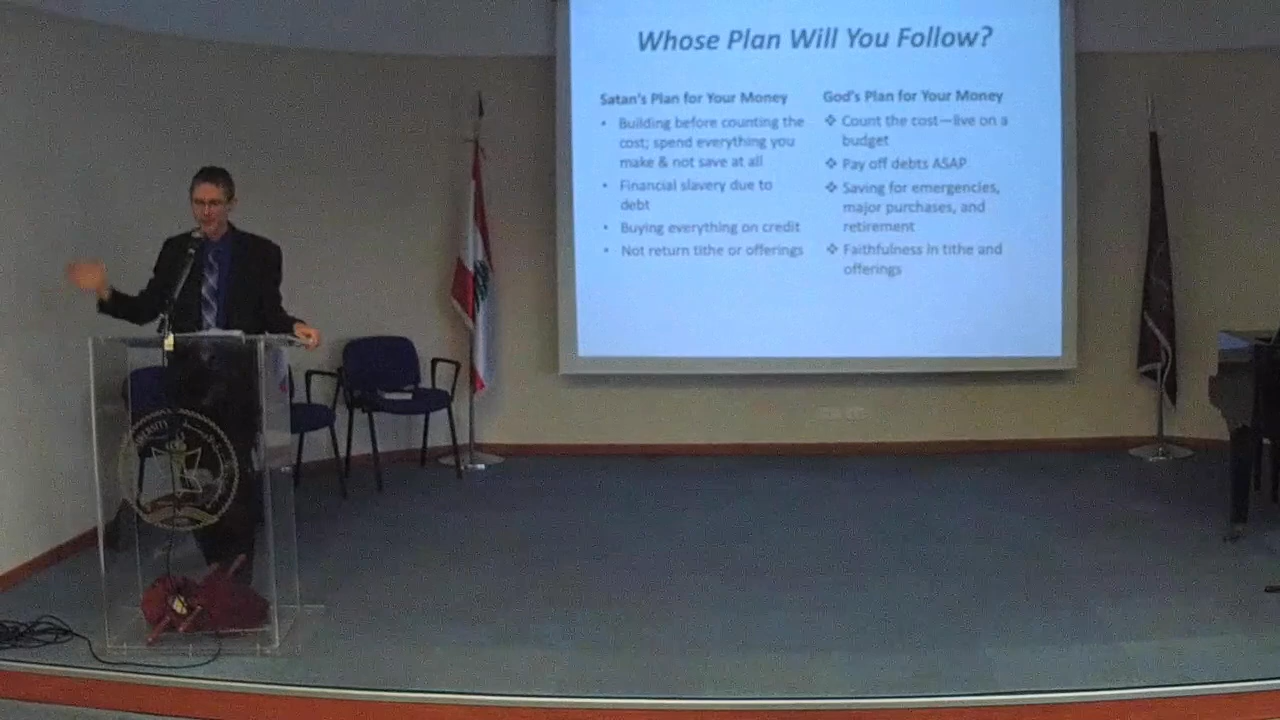 Whose Plan Will You Follow?
Satan's Plan for Your Money
• Building before counting the
cost; spend everything you
make & not save at all
• Financial slavery due to
debt
• Buying everything on credit
• Not return tithe or offerings
God's Plan for Your Money
❖ Count the cost—live on a
budget
❖ Pay off debts ASAP
❖ Saving for emergencies,
major purchases, and
retirement
❖ Faithfulness in tithe and
offerings